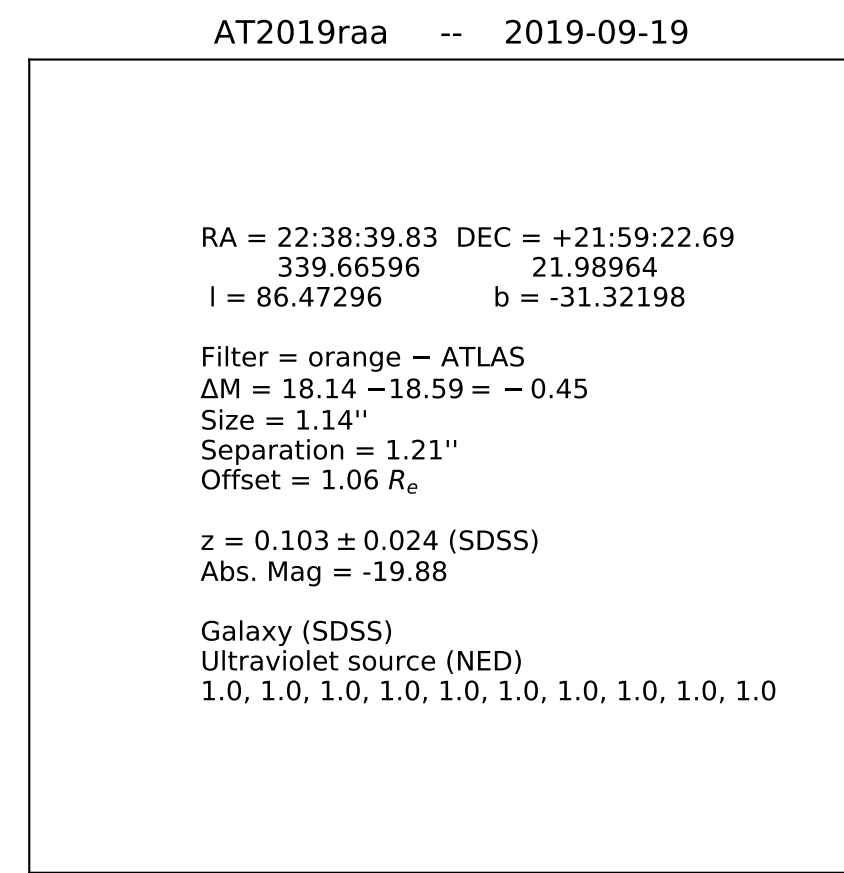 AT2019raa -- 2019-09-19
RA = 22:38:39.83 DEC = +21:59:22.69
339.66596 21.98964
l = 86.47296 b = -31.32198
Filter = orange − ATLAS
ΔM = 18.14 −18.59 = − 0.45
Size = 1.14''
Separation = 1.21''
Offset = 1.06 Re
z = 0.103 ± 0.024 (SDSS)
Abs. Mag = -19.88
Galaxy (SDSS)
Ultraviolet source (NED)
1.0, 1.0, 1.0, 1.0, 1.0, 1.0, 1.0, 1.0, 1.0, 1.0